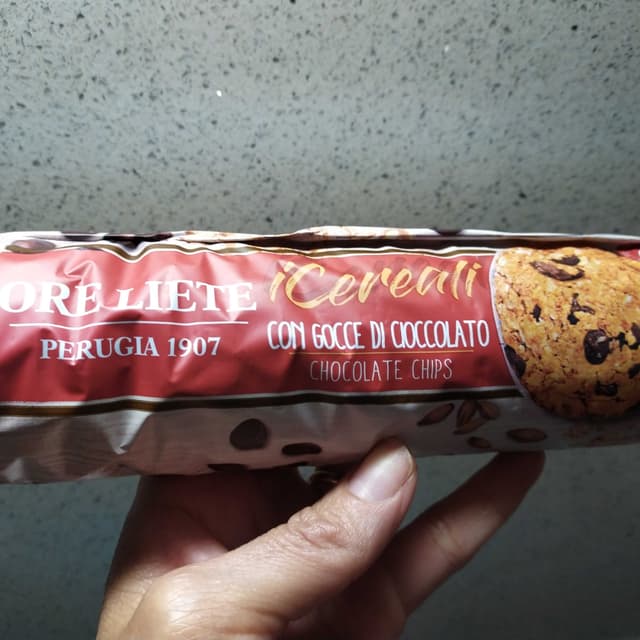 ORE LIETE
PERUGIA 1907
iCereali
CON GOCCE DI CIOCCOLATO
CHOCOLATE CHIPS